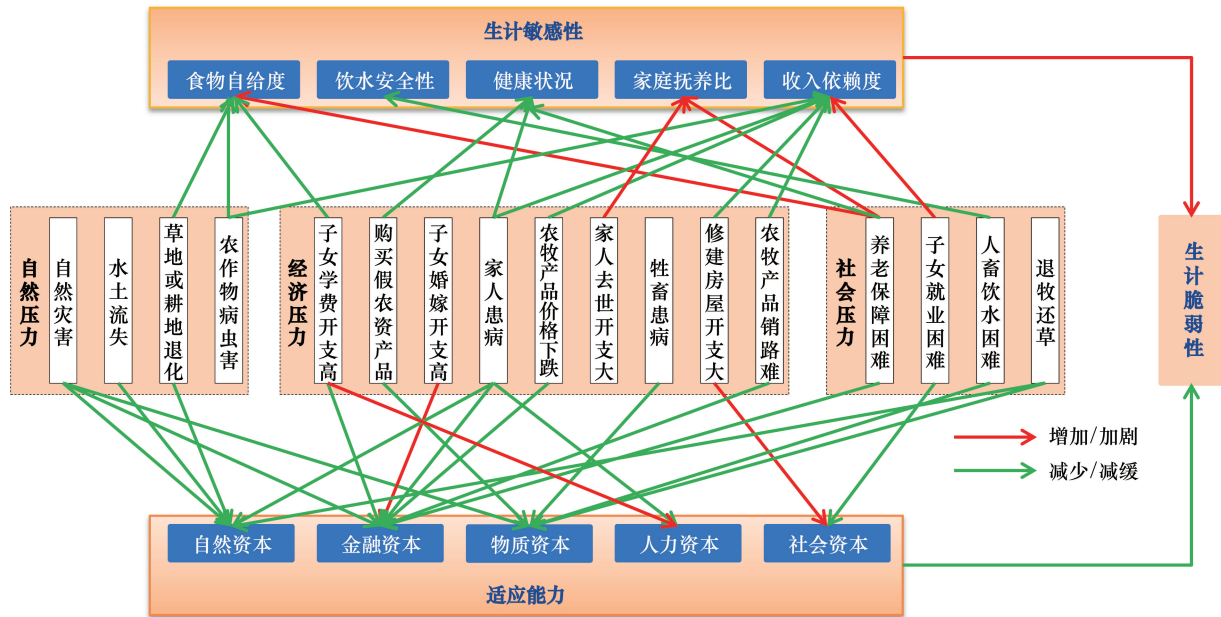 生计敏感性
食物自给度
饮水安全性
健康状况
家庭抚养比
收入依赖度
自然压力
自然灾害
水土流失
草地或耕地退化
农作物病虫害
经济压力
子女学费开支高
购买假农资产品
子女婚嫁开支高
家人患病
农牧产品价格下跌
家人去世开支大
牲畜患病
修建房屋开支大
农牧产品销路难
社会压力
养老保障困难
子女就业困难
人畜饮水困难
退牧还草
生计脆弱性
增加/加剧
减少/减缓
自然资本
金融资本
物质资本
人力资本
社会资本
适应能力